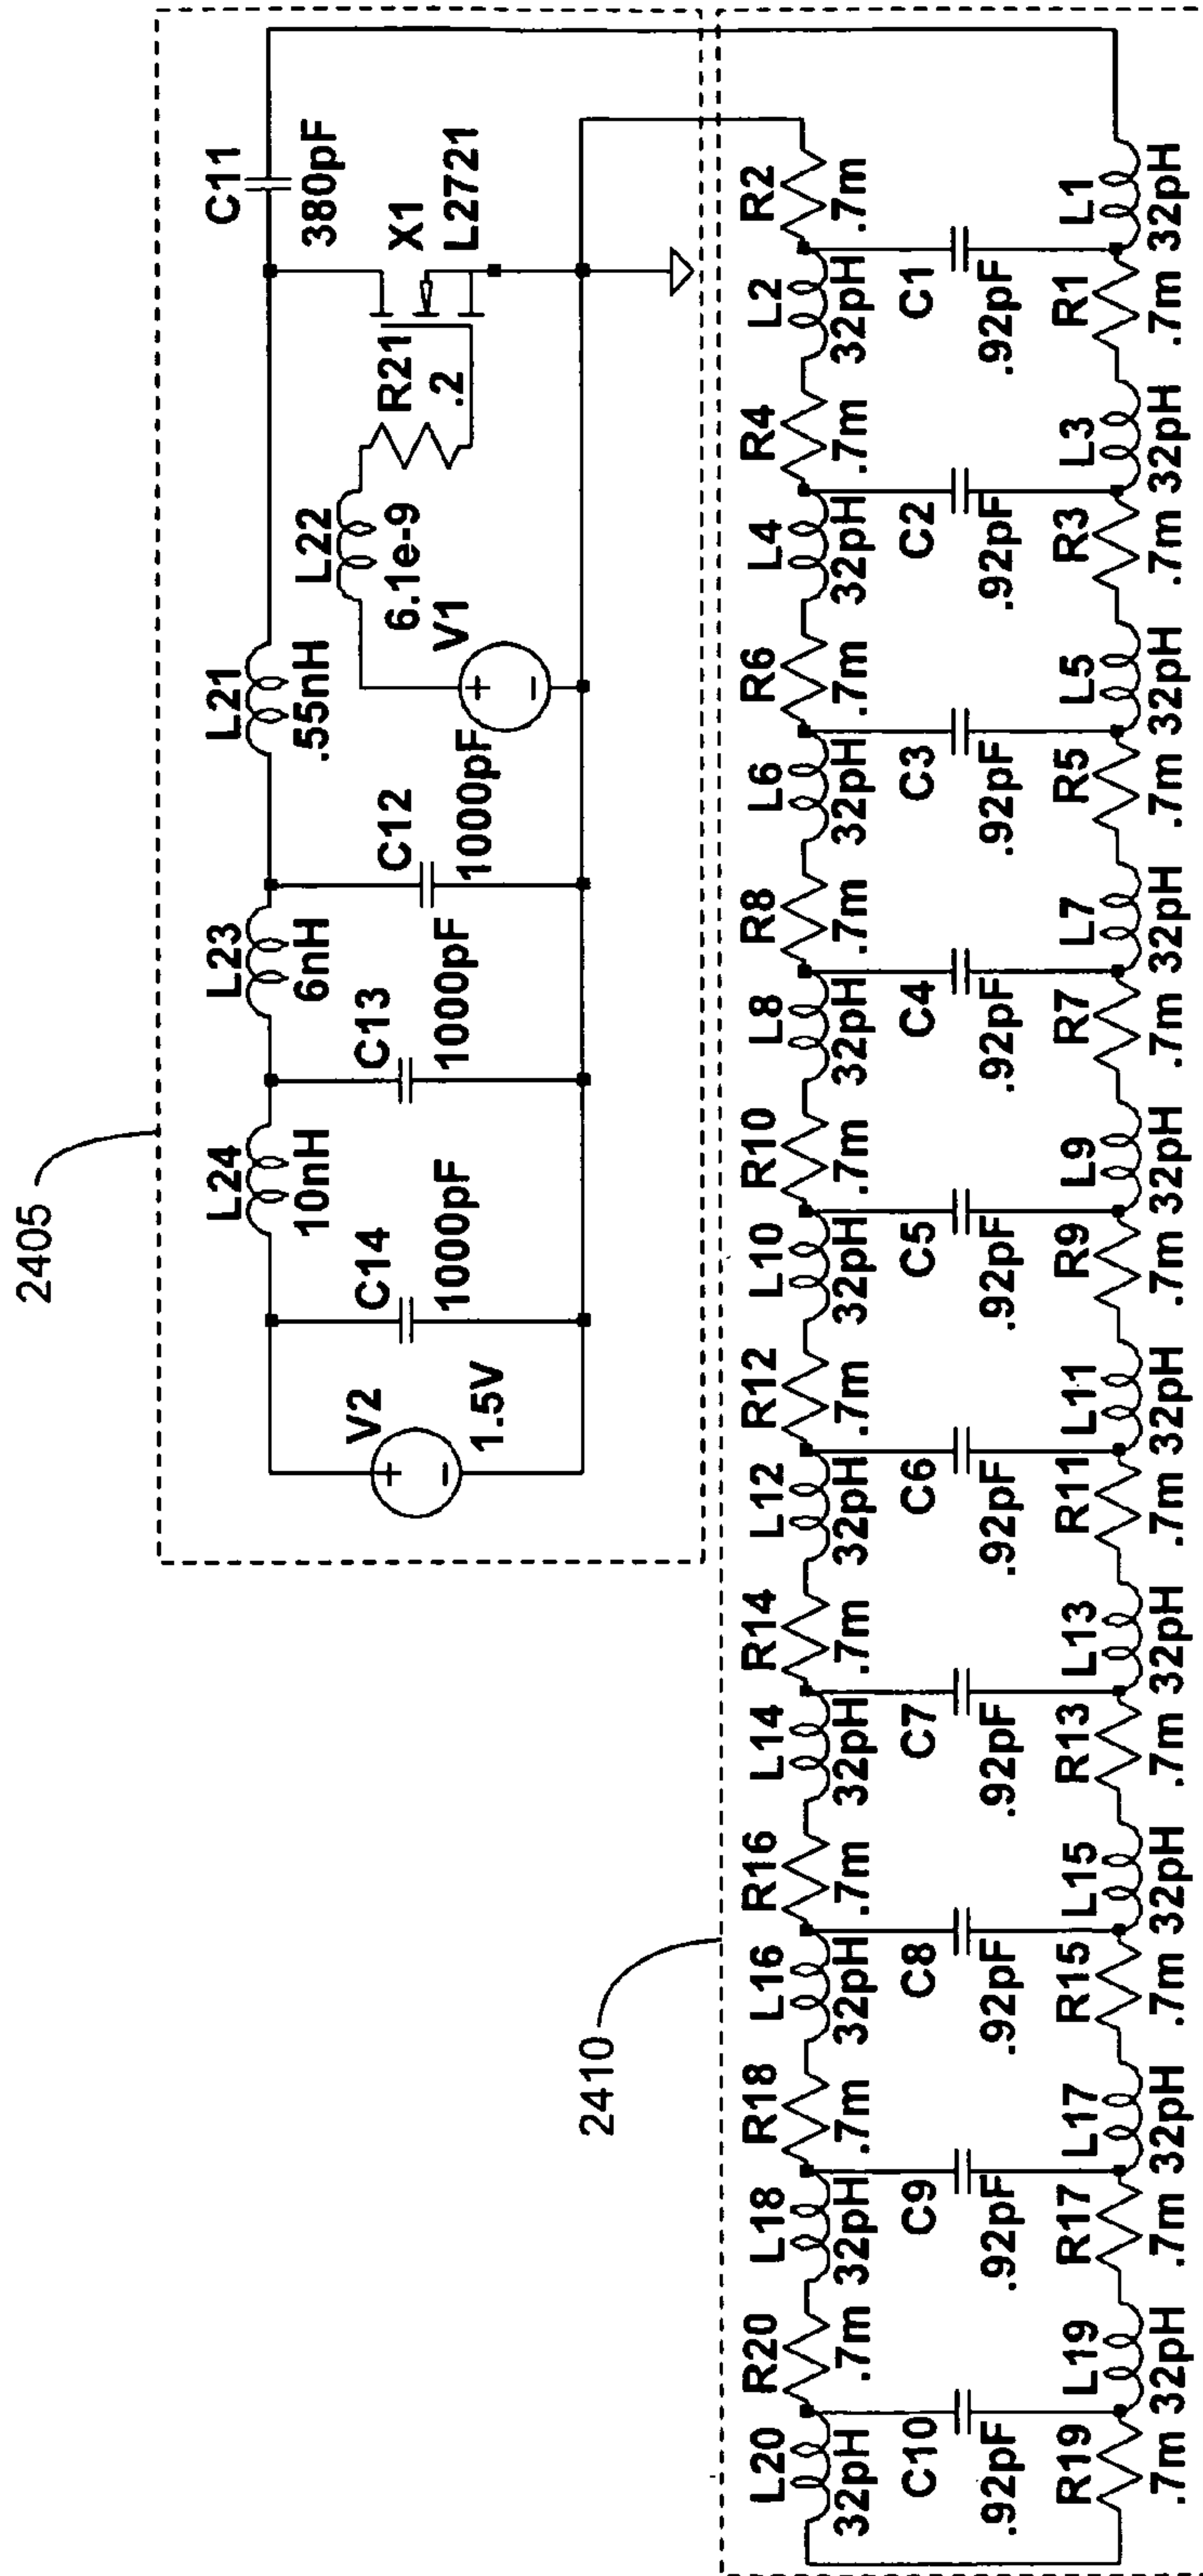 2405
V2
1.5V
C14
1000pF
L24
10nH
C13
1000pF
L23
6nH
C12
1000pF
L21
.55nH
V1
L22
6.1e-9
R21
.2
X1
L2721
C11
380pF
2410
L20
32pH
R20
.7m
L18
32pH
R18
.7m
L16
32pH
R16
.7m
L14
32pH
R14
.7m
L12
32pH
R12
.7m
L10
32pH
R10
.7m
L8
32pH
R8
.7m
L6
32pH
R6
.7m
L4
32pH
R4
.7m
L2
32pH
R2
.7m
C10
.92pF
C9
.92pF
C8
.92pF
C7
.92pF
C6
.92pF
C5
.92pF
C4
.92pF
C3
.92pF
C2
.92pF
C1
.92pF
R19
.7m
L19
32pH
R17
.7m
L17
32pH
R15
.7m
L15
32pH
R13
.7m
L13
32pH
R11
.7m
L11
32pH
R9
.7m
L9
32pH
R7
.7m
L7
32pH
R5
.7m
L5
32pH
R3
.7m
L3
32pH
R1
.7m
L1
32pH